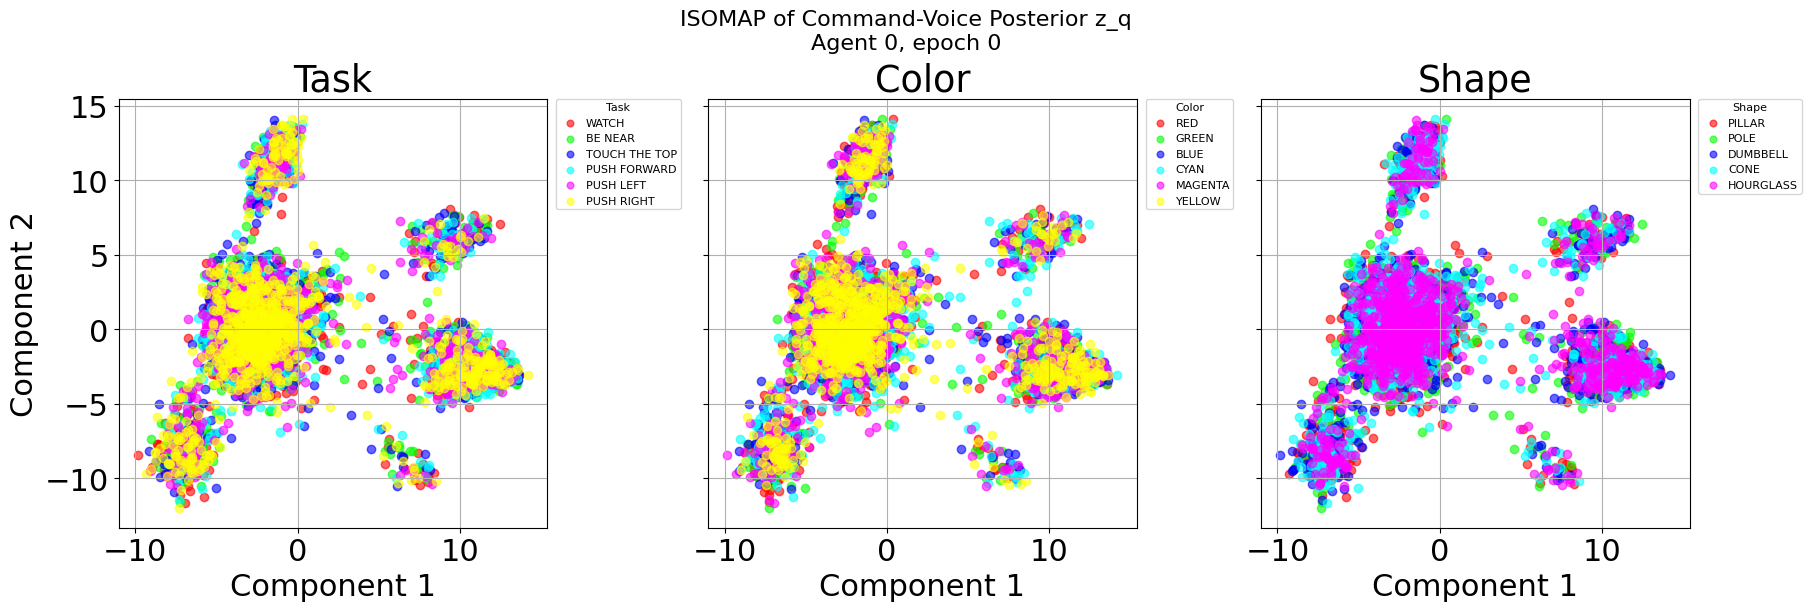 ISOMAP of Command-Voice Posterior z_q
Agent 0, epoch 0
Task
Color
Shape
Component 2
15
10
5
0
−5
−10
−10
0
10
Component 1
Task
WATCH
BE NEAR
TOUCH THE TOP
PUSH FORWARD
PUSH LEFT
PUSH RIGHT
−10
0
10
Component 1
Color
RED
GREEN
BLUE
CYAN
MAGENTA
YELLOW
−10
0
10
Component 1
Shape
PILLAR
POLE
DUMBBELL
CONE
HOURGLASS